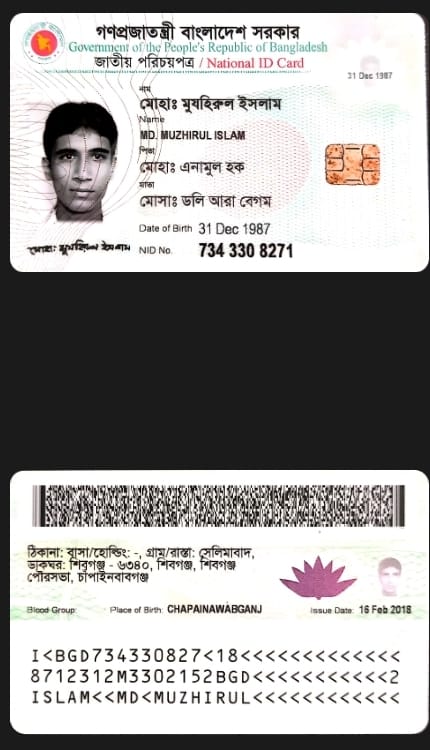 গণপ্রজাতন্ত্রী বাংলাদেশ সরকার
Government of the People's Republic of Bangladesh
জাতীয় পরিচয়পত্র / National ID Card
31 Dec 1987
নাম
মোহাঃ মুযহিরুল ইসলাম
Name
MD. MUZHIRUL ISLAM
পিতা
মোহাঃ এনামুল হক
মাতা
মোসাঃ ডলি আরা বেগম
Date of Birth 31 Dec 1987
মোহাঃ মুযহিরুল ইসলাম
NID No. 734 330 8271
ঠিকানা: বাসা/হোল্ডিং: -, গ্রাম/রাস্তা: সেলিমাবাদ,
ডাকঘর: শিবগঞ্জ - ৬৩৪০, শিবগঞ্জ, শিবগঞ্জ
পৌরসভা, চাঁপাইনবাবগঞ্জ
Blood Group: Place of Birth: CHAPAINAWABGANJ Issue Date: 16 Feb 2018
I<BGD734330827<18<<<<<<<<<<<<<
8712312M3302152BGD<<<<<<<<<<<2
ISLAM<<MD<MUZHIRUL<<<<<<<<<<<<